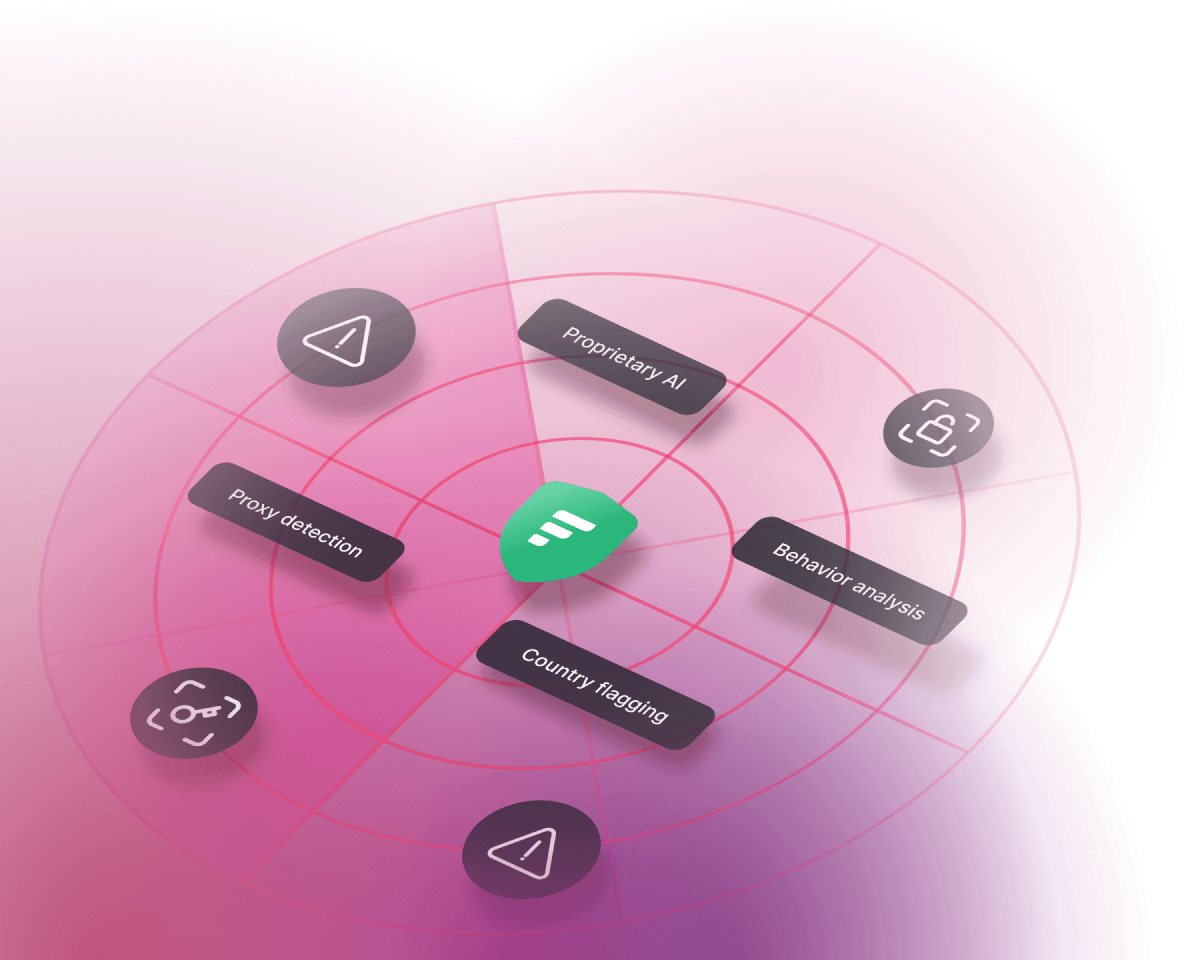 Proprietary AI
Proxy detection
Behavior analysis
Country flagging